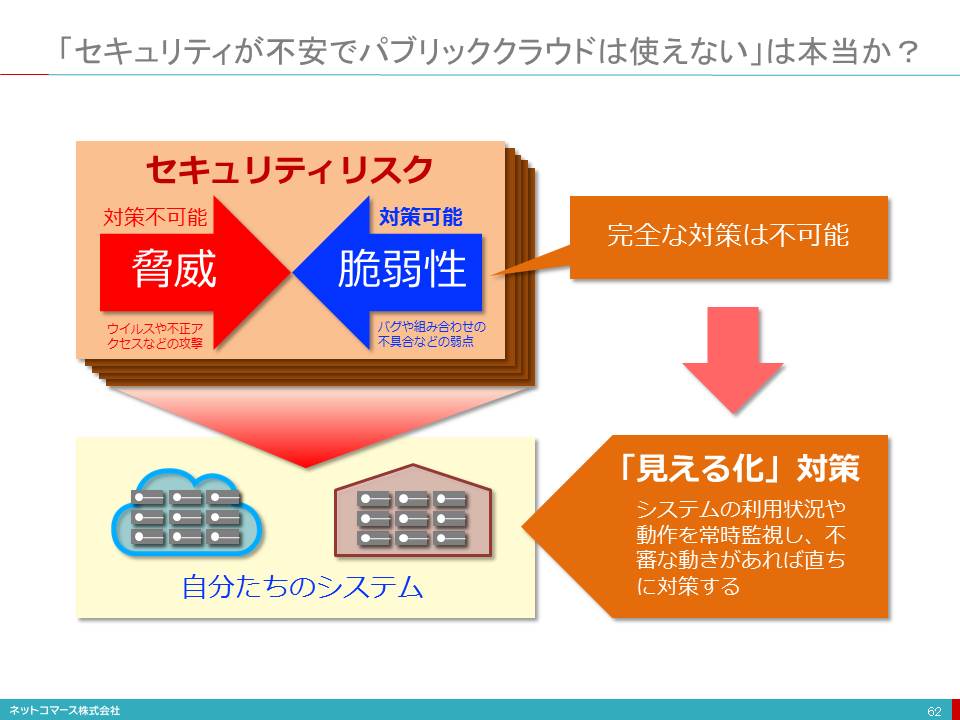 「セキュリティが不安でパブリッククラウドは使えない」は本当か？
セキュリティリスク
対策不可能
対策可能
脅威
脆弱性
ウイルスや不正ア
クセスなどの攻撃
バグや組み合わせの
不具合などの弱点
完全な対策は不可能
「見える化」対策
システムの利用状況や
動作を常時監視し、不
審な動きがあれば直ち
に対策する
自分たちのシステム
ネットコマース株式会社
62